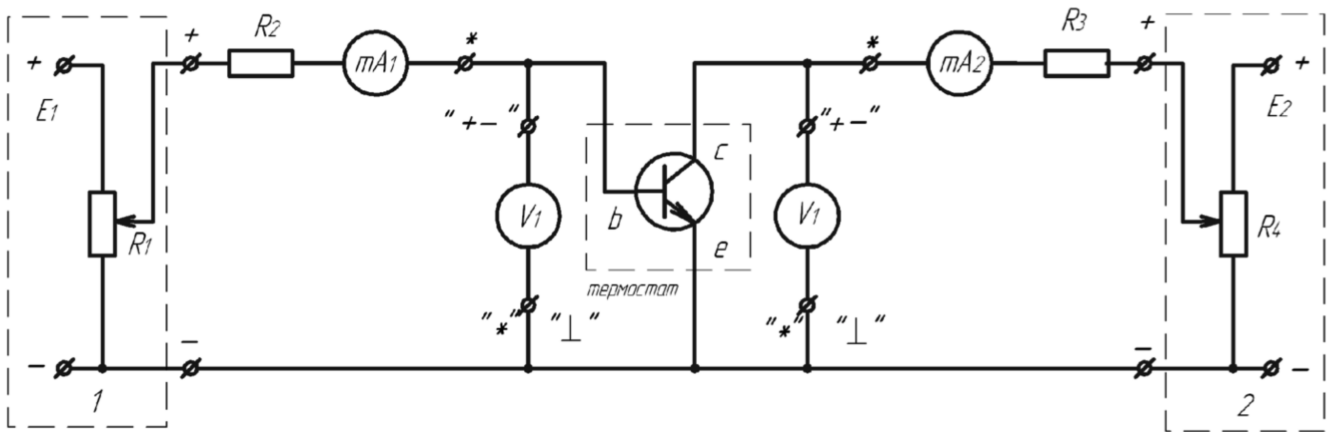 + R2 mA1 * * mA2 R3 +
+ E1 + E2
"+-" "+-"
c
R1 V1 b V1 R4
e
термостат
"*" "⊥" "*" "⊥"
- - - -
1 2